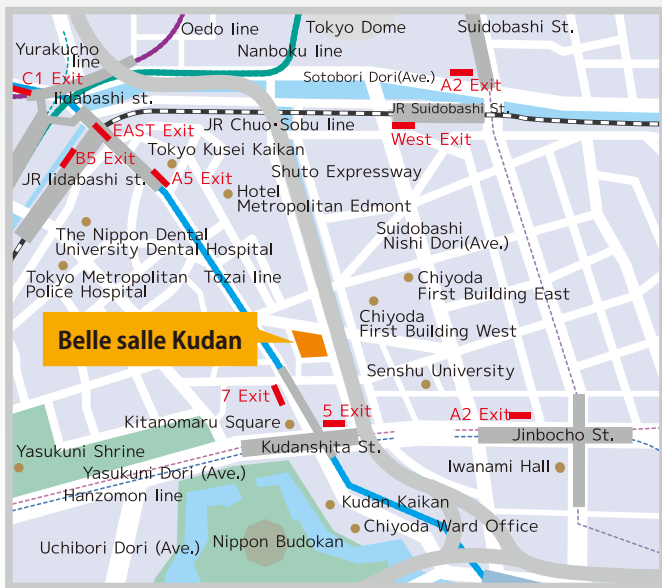 Oedo line
Tokyo Dome
Suidobashi St.
Yurakucho
line
Nanboku line
C1 Exit
Sotobori Dori(Ave.)
A2 Exit
Iidabashi st.
JR Suidobashi St.
EAST Exit
JR Chuo·Sobu line
West Exit
B5 Exit
Tokyo Kusei Kaikan
JR Iidabashi st.
A5 Exit
Shuto Expressway
Hotel
Metropolitan Edmont
The Nippon Dental
University Dental Hospital
Suidobashi
Nishi Dori(Ave.)
Tokyo Metropolitan
Police Hospital
Tozai line
Chiyoda
First Building East
Chiyoda
First Building West
Belle salle Kudan
Senshu University
7 Exit
5 Exit
A2 Exit
Kitanomaru Square
Kudanshita St.
Jinbocho St.
Yasukuni Shrine
Yasukuni Dori (Ave.)
Iwanami Hall
Hanzomon line
Kudan Kaikan
Chiyoda Ward Office
Uchibori Dori (Ave.)
Nippon Budokan